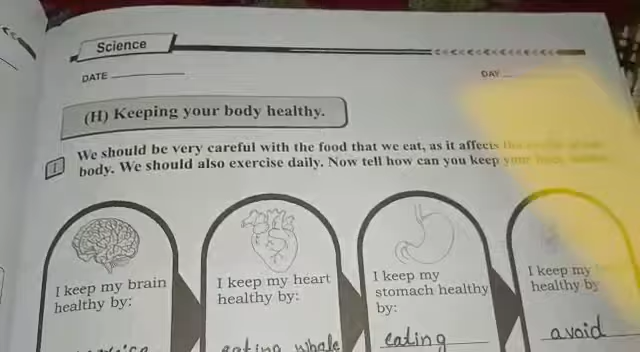 Science
DATE
DAY
(H) Keeping your body healthy.
1
We should be very careful with the food that we eat, as it affects
body. We should also exercise daily. Now tell how can you keep
I keep my brain
healthy by:
I keep my heart
healthy by:
eating whole
I keep my
stomach healthy
by:
eating
I keep my
healthy by
avoid